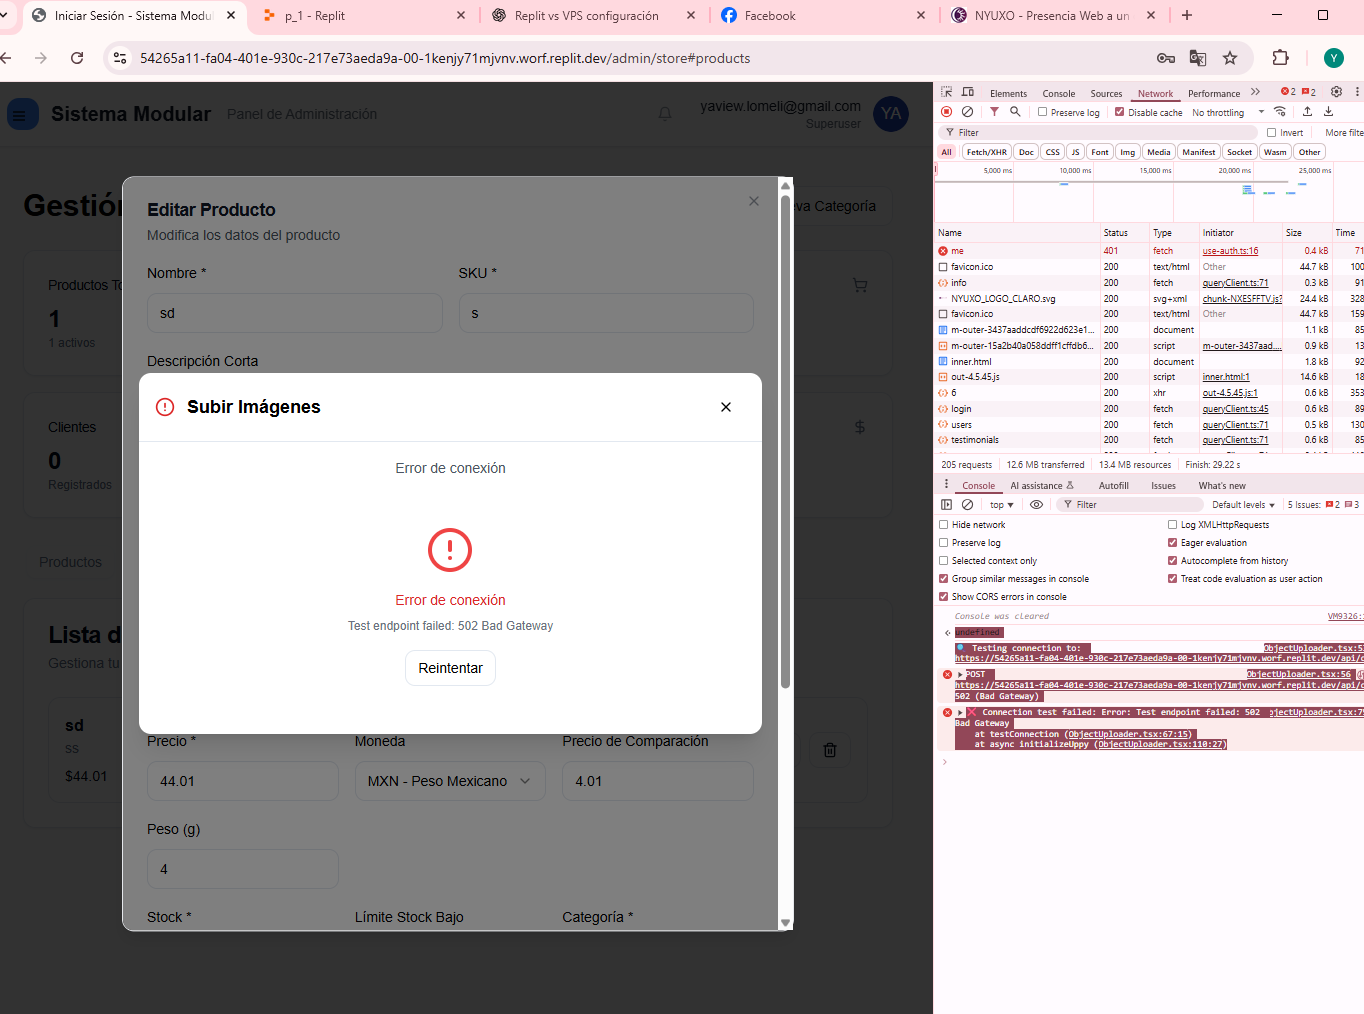 Iniciar Sesión - Sistema Modul
p_1 - Replit
Replit vs VPS configuración
Facebook
NYUXO - Presencia Web a un
54265a11-fa04-401e-930c-217e73aeda9a-00-1kenjy71mjvnv.worf.replit.dev/admin/store#products
Y
Sistema Modular
Panel de Administración
yaview.lomeli@gmail.com
Superuser
YA
Gestión
va Categoría
Productos To
1
1 activos
Clientes
0
Registrados
Productos
Lista d
Gestiona tu
sd
ss
$44.01
Editar Producto
Modifica los datos del producto
Nombre *
SKU *
sd
s
Descripción Corta
Subir Imágenes
Error de conexión
Error de conexión
Test endpoint failed: 502 Bad Gateway
Reintentar
Precio *
Moneda
Precio de Comparación
44.01
MXN - Peso Mexicano
4.01
Peso (g)
4
Stock *
Límite Stock Bajo
Categoría *
Elements Console Sources Network Performance 2 2
Preserve log Disable cache No throttling
Filter Invert More filte
All Fetch/XHR Doc CSS JS Font Img Media Manifest Socket Wasm Other
5,000 ms 10,000 ms 15,000 ms 20,000 ms 25,000 ms
Name Status Type Initiator Size Time
me 401 fetch use-auth.ts:16 0.4 kB 71
favicon.ico 200 text/html Other 44.7 kB 100
info 200 fetch queryClient.ts:71 0.3 kB 91
NYUXO_LOGO_CLARO.svg 200 svg+xml chunk-NXESFFTV.js? 24.4 kB 328
favicon.ico 200 text/html Other 44.7 kB 159
m-outer-3437aaddcdf6922d623e1... 200 document 1.1 kB 85
m-outer-15a2b40a058ddff1cffdb6... 200 script m-outer-3437aad.... 0.9 kB 13
inner.html 200 document 1.8 kB 92
out-4.5.45.js 200 script inner.html:1 14.6 kB 18
6 200 xhr out-4.5.45.js:1 0.6 kB 353
login 200 fetch queryClient.ts:45 0.6 kB 89
users 200 fetch queryClient.ts:71 0.5 kB 130
testimonials 200 fetch queryClient.ts:71 0.6 kB 85
205 requests 12.6 MB transferred 13.4 MB resources Finish: 29.22 s
Console AI assistance Autofill Issues What's new
top Filter Default levels 5 Issues: 2 3
Hide network
Log XMLHttpRequests
Preserve log
Eager evaluation
Selected context only
Autocomplete from history
Group similar messages in console
Treat code evaluation as user action
Show CORS errors in console
Console was cleared VM9326:
undefined
Testing connection to: ObjectUploader.tsx:5
https://54265a11-fa04-401e-930c-217e73aeda9a-00-1kenjy71mjvnv.worf.replit.dev/api/
POST ObjectUploader.tsx:56
https://54265a11-fa04-401e-930c-217e73aeda9a-00-1kenjy71mjvnv.worf.replit.dev/api/
502 (Bad Gateway)
Connection test failed: Error: Test endpoint failed: 502 bjectUploader.tsx:7
Bad Gateway
at testConnection (ObjectUploader.tsx:67:15)
at async initializeUppy (ObjectUploader.tsx:110:27)